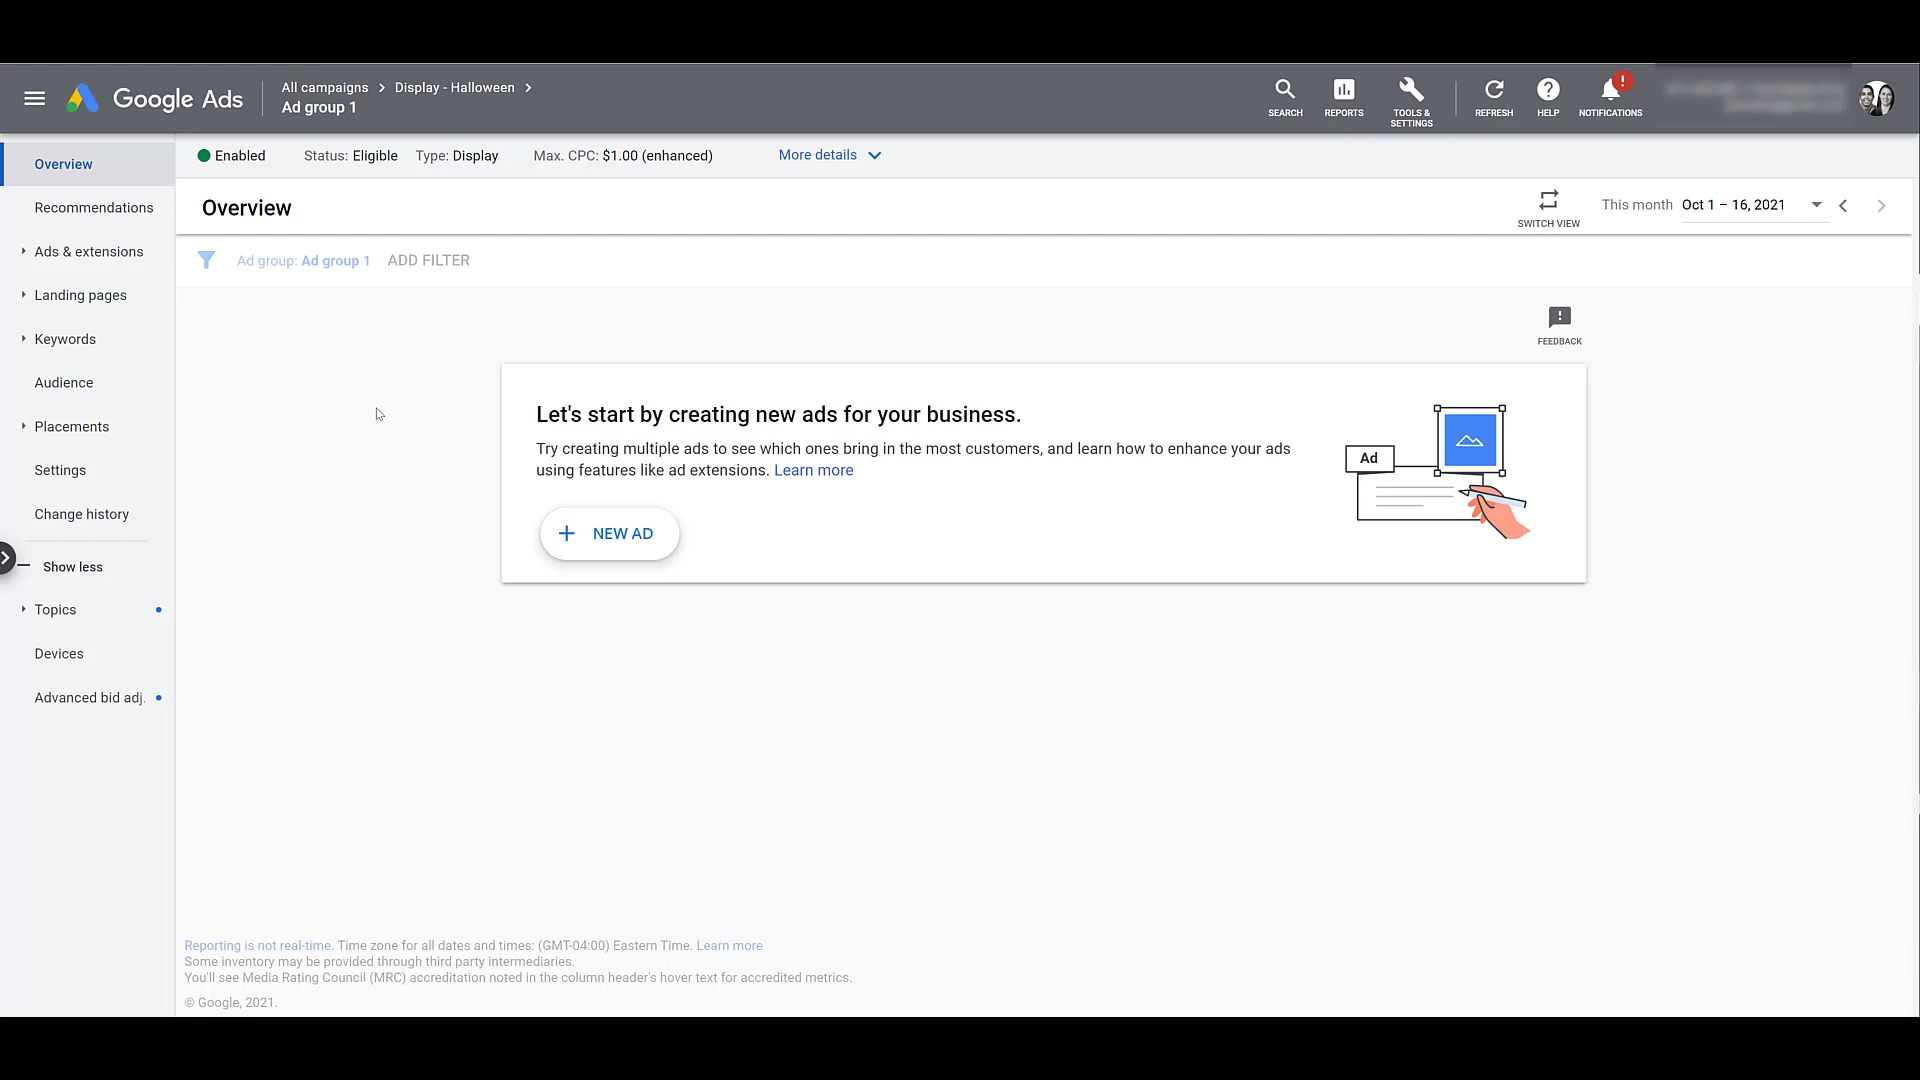 Google Ads
All campaigns
Display - Halloween
Ad group 1
SEARCH
REPORTS
TOOLS &
SETTINGS
REFRESH
HELP
!
NOTIFICATIONS
Overview
Recommendations
Ads & extensions
Landing pages
Keywords
Audience
Placements
Settings
Change history
Show less
Topics
Devices
Advanced bid adj.
Enabled
Status: Eligible
Type: Display
Max. CPC: $1.00 (enhanced)
More details
Overview
SWITCH VIEW
This month
Oct 1 – 16, 2021
Ad group: Ad group 1
ADD FILTER
FEEDBACK
Let's start by creating new ads for your business.
Try creating multiple ads to see which ones bring in the most customers, and learn how to enhance your ads
using features like ad extensions. Learn more
NEW AD
Ad
Reporting is not real-time. Time zone for all dates and times: (GMT-04:00) Eastern Time. Learn more
Some inventory may be provided through third party intermediaries.
You'll see Media Rating Council (MRC) accreditation noted in the column header's hover text for accredited metrics.
© Google, 2021.